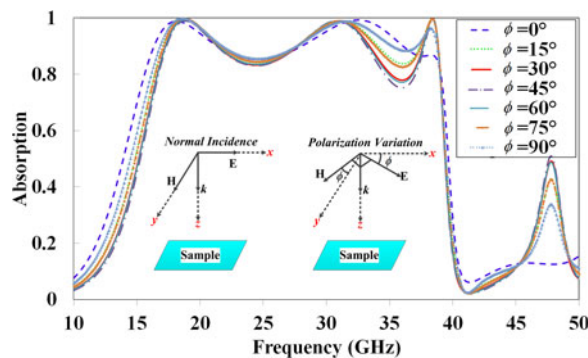 1
0.8
0.6
0.4
0.2
0
Absorption
10
15
20
25
30
35
40
45
50
Frequency (GHz)
ϕ =0°
ϕ =15°
ϕ =30°
ϕ =45°
ϕ =60°
ϕ =75°
ϕ =90°
Normal Incidence
x
E
H
k
y
z
Sample
Polarization Variation
x
ϕ
E
H
ϕ
k
y
z
Sample